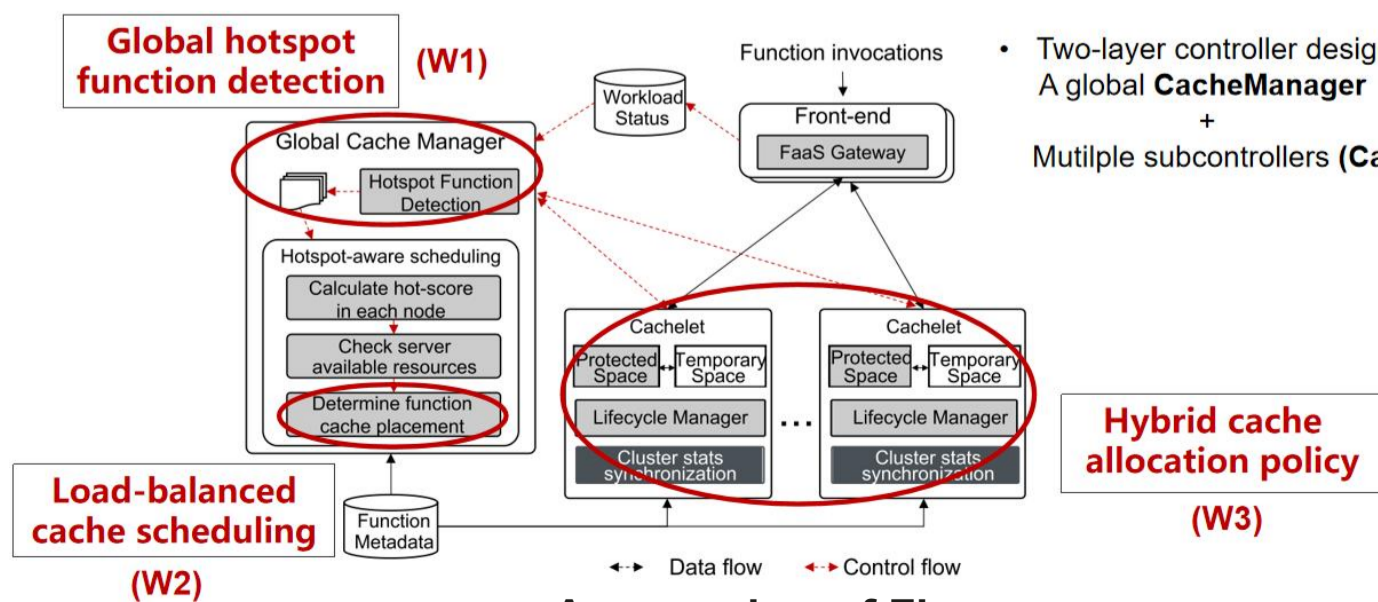 Global hotspot
function detection
(W1)
Function invocations
• Two-layer controller desig
A global CacheManager
+
Mutilple subcontrollers (Ca
Workload
Status
Front-end
FaaS Gateway
Global Cache Manager
Hotspot Function
Detection
Hotspot-aware scheduling
Calculate hot-score
in each node
Check server
available resources
Determine function
cache placement
Cachelet
Protected
Space
Temporary
Space
Lifecycle Manager
Cluster stats
synchronization
...
Cachelet
Protected
Space
Temporary
Space
Lifecycle Manager
Cluster stats
synchronization
Hybrid cache
allocation policy
(W3)
Load-balanced
cache scheduling
(W2)
Function
Metadata
Data flow
Control flow